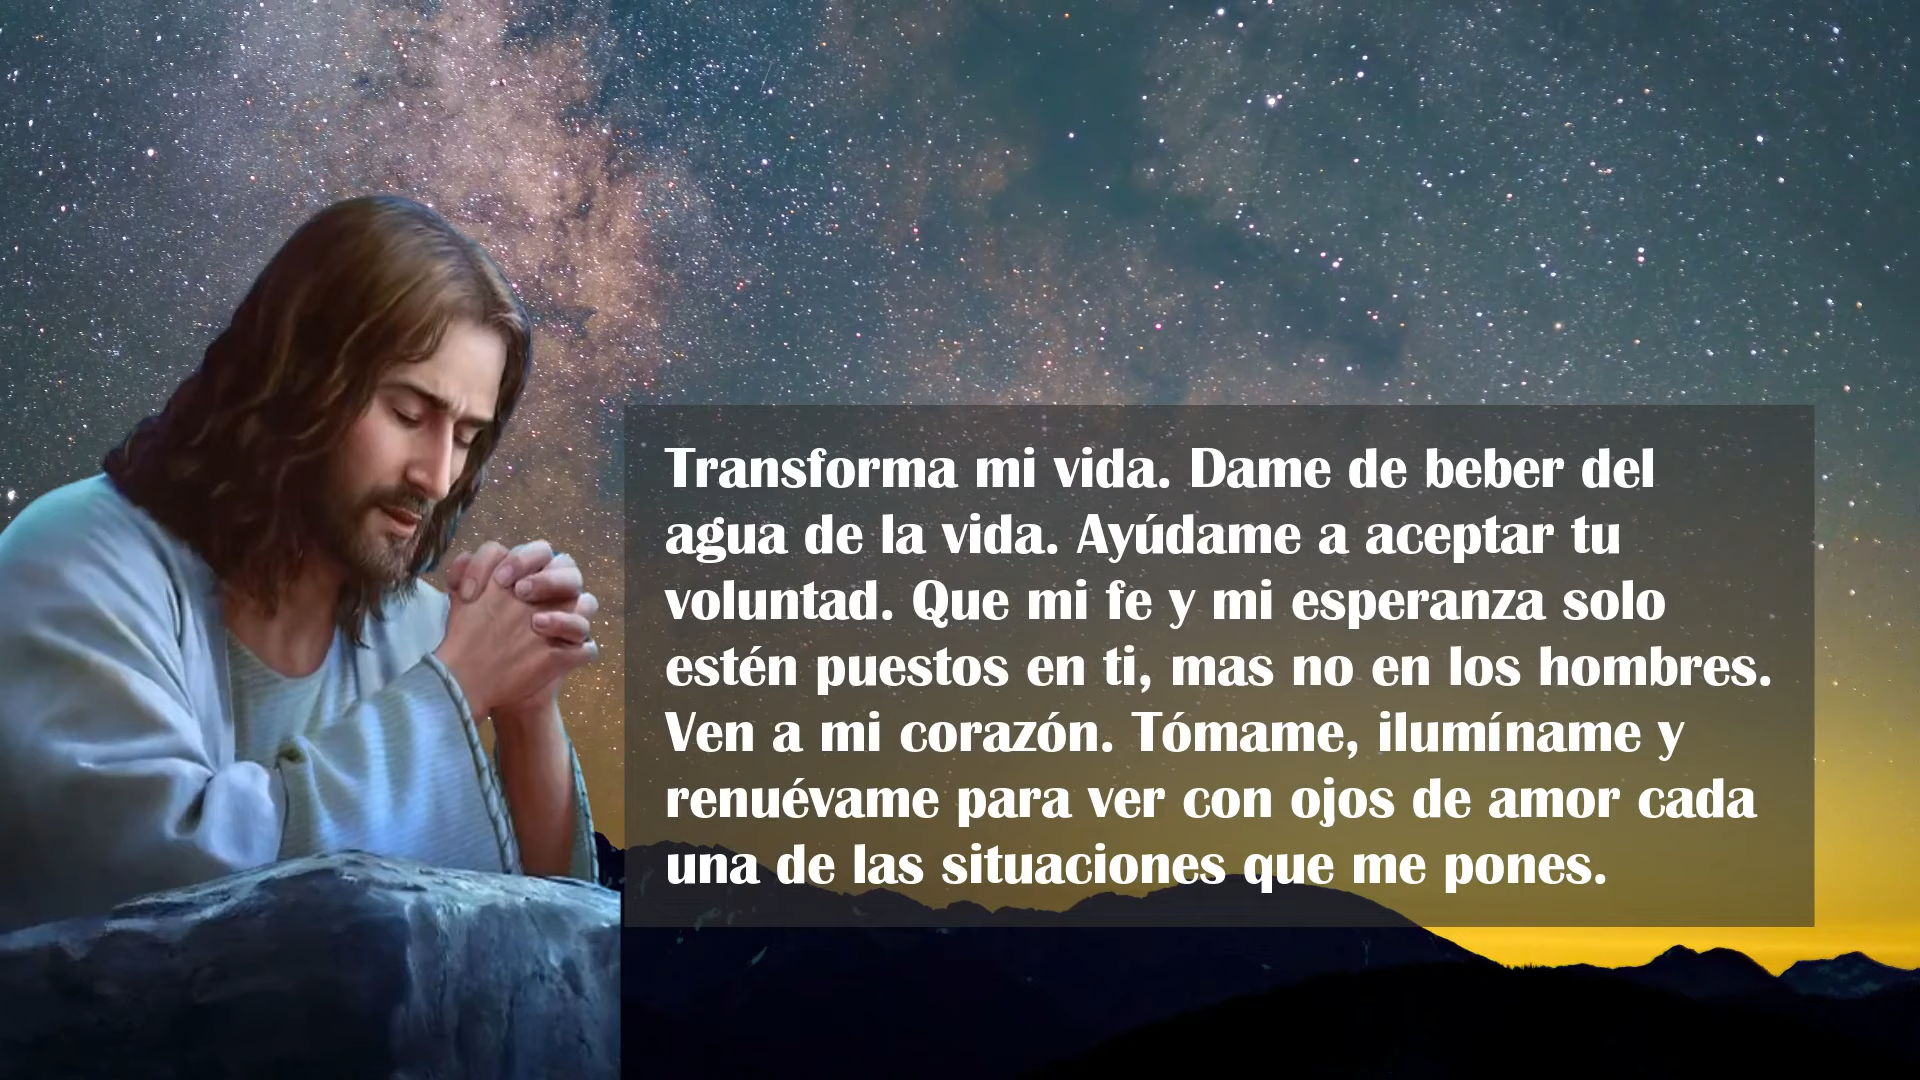 Transforma mi vida. Dame de beber del
agua de la vida. Ayúdame a aceptar tu
voluntad. Que mi fe y mi esperanza solo
estén puestos en ti, mas no en los hombres.
Ven a mi corazón. Tómame, ilumíname y
renuévame para ver con ojos de amor cada
una de las situaciones que me pones.